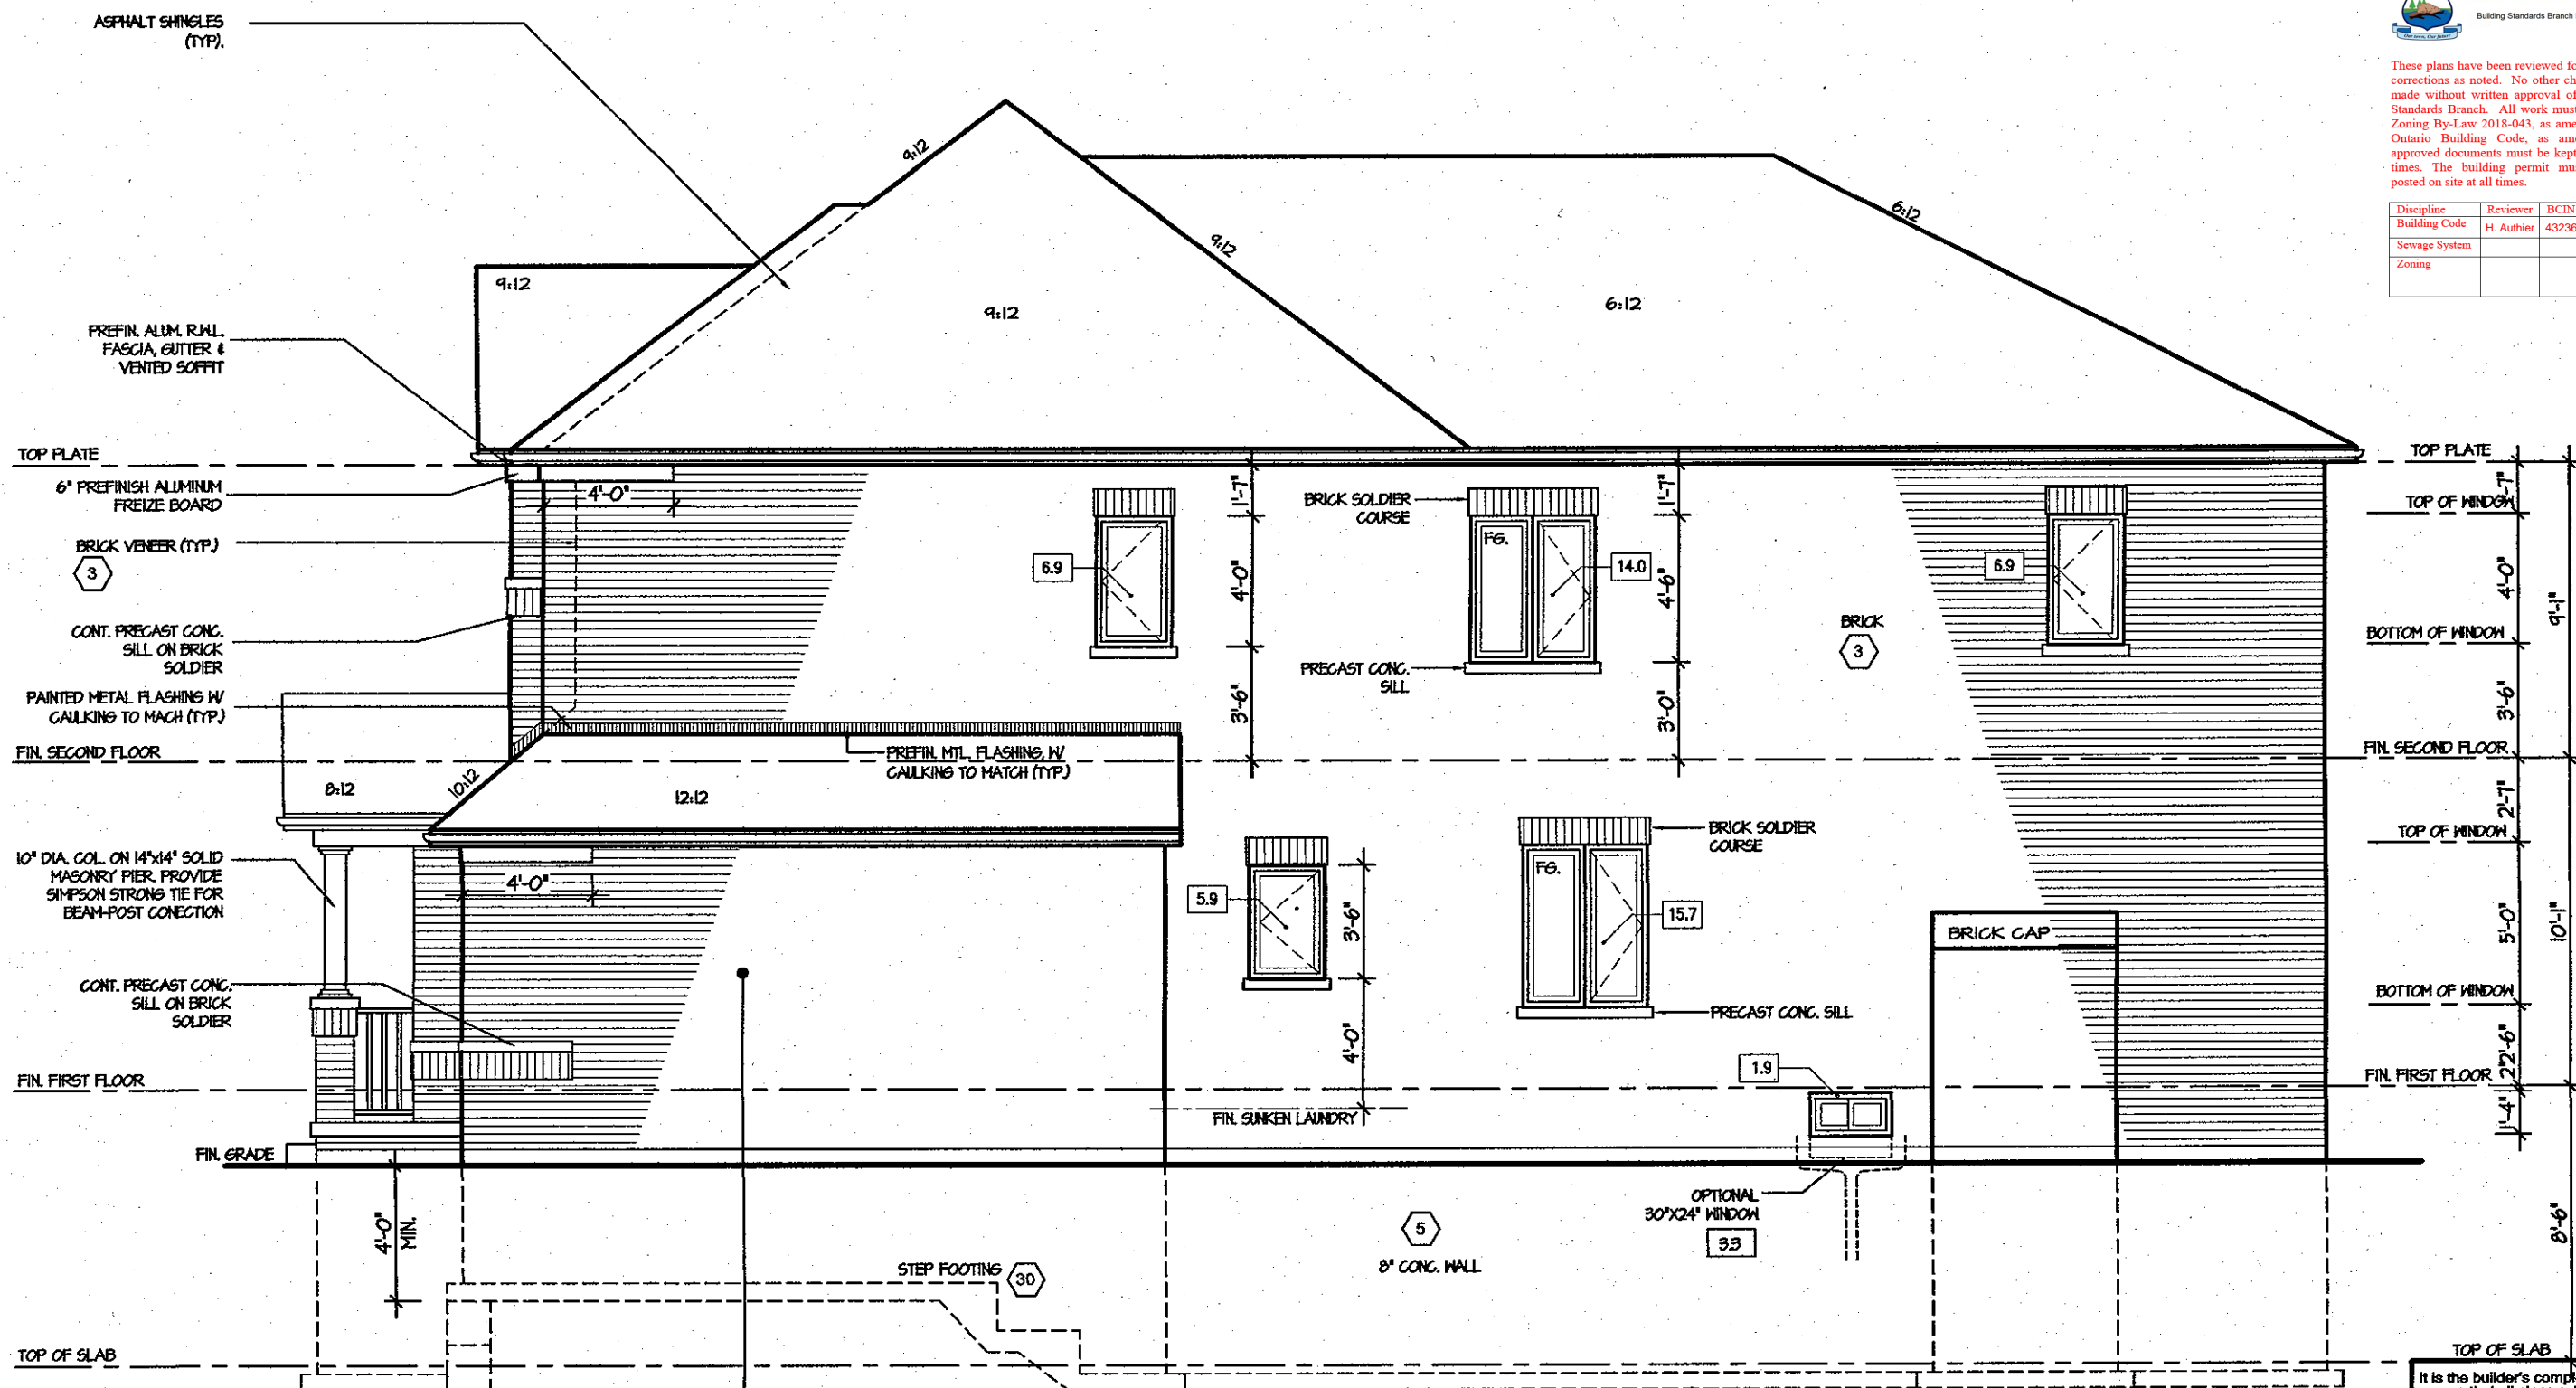 ASPHALT SHINGLES
(TYP).
Our town, Our future
Building Standards Branch
These plans have been reviewed fo
corrections as noted. No other ch
made without written approval of
Standards Branch. All work must
Zoning By-Law 2018-043, as ame
Ontario Building Code, as am
approved documents must be kept
times. The building permit mu
posted on site at all times.
Discipline Reviewer BCIN
Building Code H. Authier 43236
Sewage System
Zoning
9:12
9:12
6:12
9:12
9:12
6:12
PREFIN. ALUM. R.W.L.
FASCIA, GUTTER &
VENTED SOFFIT
TOP PLATE
TOP PLATE
6" PREFINISH ALUMINUM
FREIZE BOARD
4'-0"
1'-7"
BRICK SOLDIER
COURSE
1'-7"
TOP OF WINDOW
BRICK VENEER (TYP.)
3
6.9
4'-0"
FG.
14.0
4'-6"
6.9
4'-0"
9'-1"
CONT. PRECAST CONC.
SILL ON BRICK
SOLDIER
BRICK
3
BOTTOM OF WINDOW
PRECAST CONC.
SILL
PAINTED METAL FLASHING W/
CAULKING TO MACH (TYP.)
3'-6"
3'-0"
3'-6"
FIN. SECOND FLOOR
PREFIN. MTL. FLASHING, W/
CAULKING TO MATCH (TYP.)
FIN. SECOND FLOOR
8:12
10:12
12:12
22'-7"
BRICK SOLDIER
COURSE
TOP OF WINDOW
10" DIA. COL. ON 14"x14" SOLID
MASONRY PIER. PROVIDE
SIMPSON STRONG TIE FOR
BEAM-POST CONECTION
4'-0"
5.9
3'-6"
FG.
15.7
BRICK CAP
5'-0"
10'-1"
CONT. PRECAST CONC.
SILL ON BRICK
SOLDIER
4'-0"
PRECAST CONC. SILL
BOTTOM OF WINDOW
22'-6"
FIN. FIRST FLOOR
1.9
FIN. FIRST FLOOR
FIN. SUNKEN LAUNDRY
1'-4"
FIN. GRADE
4'-0"
MIN.
OPTIONAL
30"X24" WINDOW
33
5
8" CONC. WALL
8'-6"
STEP FOOTING 30
TOP OF SLAB
TOP OF SLAB
It is the builder's comp